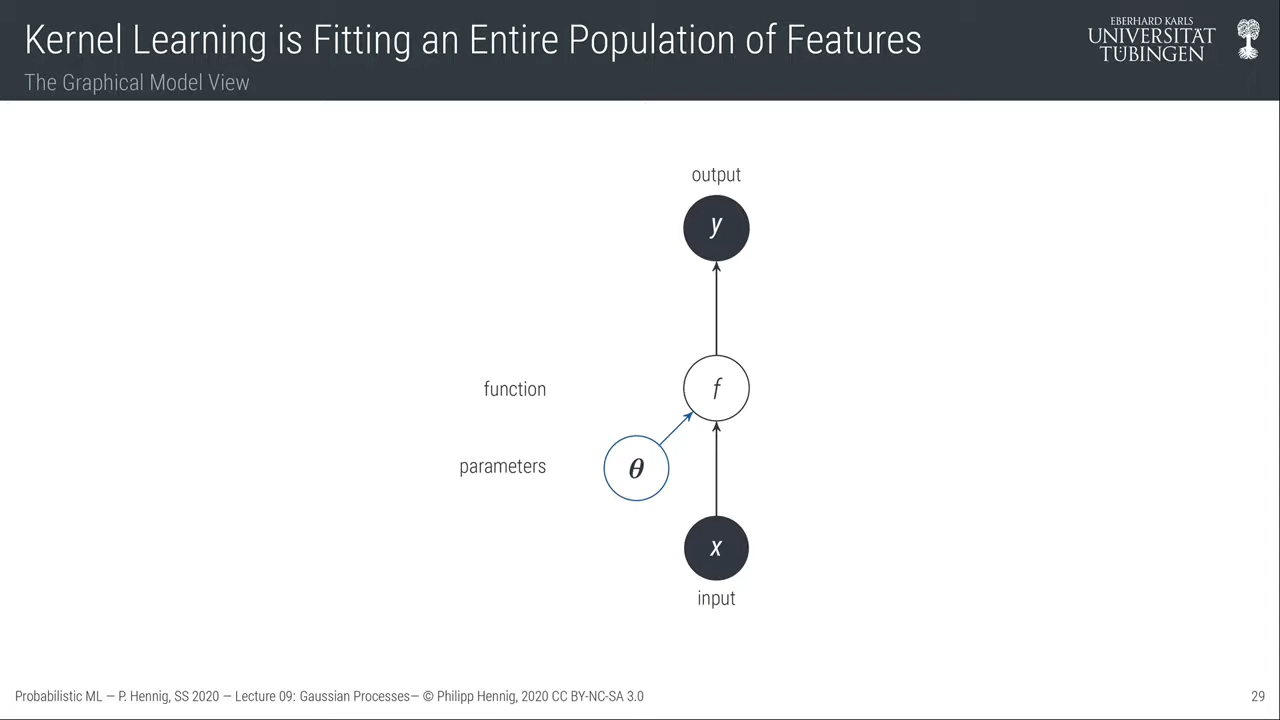 Kernel Learning is Fitting an Entire Population of Features
The Graphical Model View
EBERHARD KARLS
UNIVERSITÄT
TÜBINGEN
output
y
function
f
parameters
θ
x
input
Probabilistic ML — P. Hennig, SS 2020 — Lecture 09: Gaussian Processes— © Philipp Hennig, 2020 CC BY-NC-SA 3.0
29